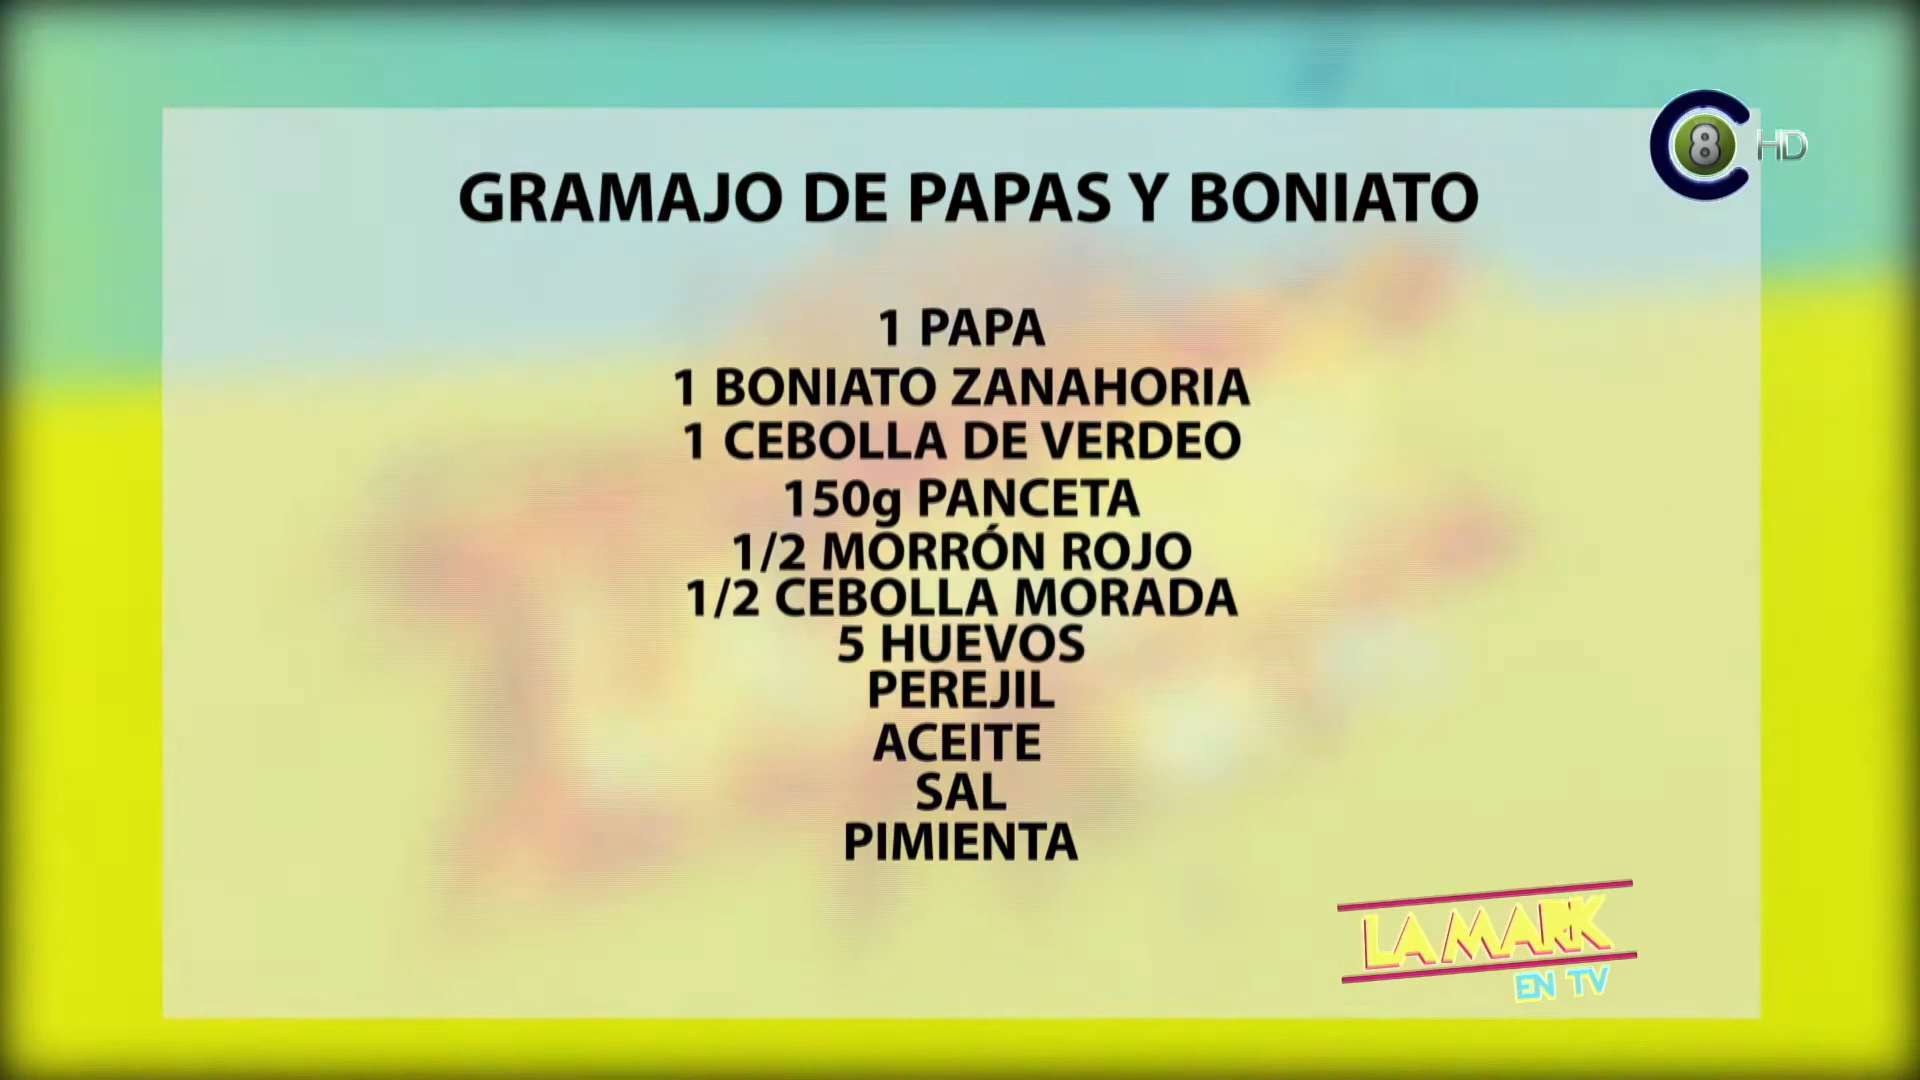 GRAMAJO DE PAPAS Y BONIATO
1 PAPA
1 BONIATO ZANAHORIA
1 CEBOLLA DE VERDEO
150g PANCETA
1/2 MORRÓN ROJO
1/2 CEBOLLA MORADA
5 HUEVOS
PEREJIL
ACEITE
SAL
PIMIENTA
C8 HD
LA MARK
EN TV